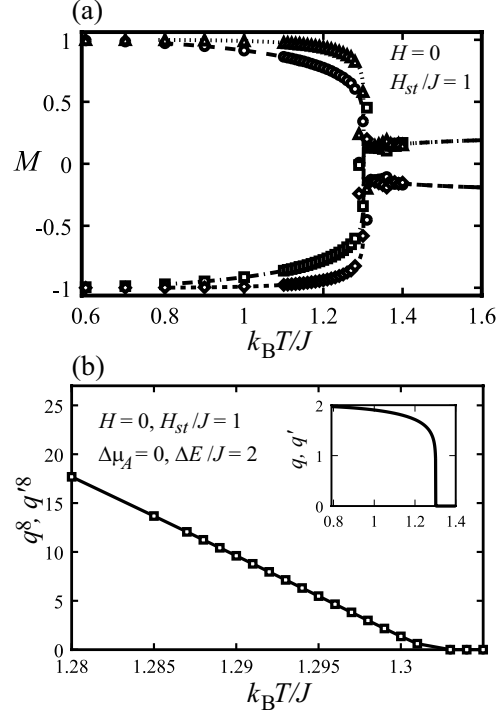 (a)
1
0.5
M 0
-0.5
-1
H = 0
H_st/J = 1
0.6 0.8 1 1.2 1.4 1.6
k_BT/J
(b)
25
20
15
10
5
0
q^8, q'^8
H = 0, H_st/J = 1
Δμ_A = 0, ΔE/J = 2
2
1
0
q, q'
0.8 1 1.2 1.4
1.28 1.285 1.29 1.295 1.3
k_BT/J